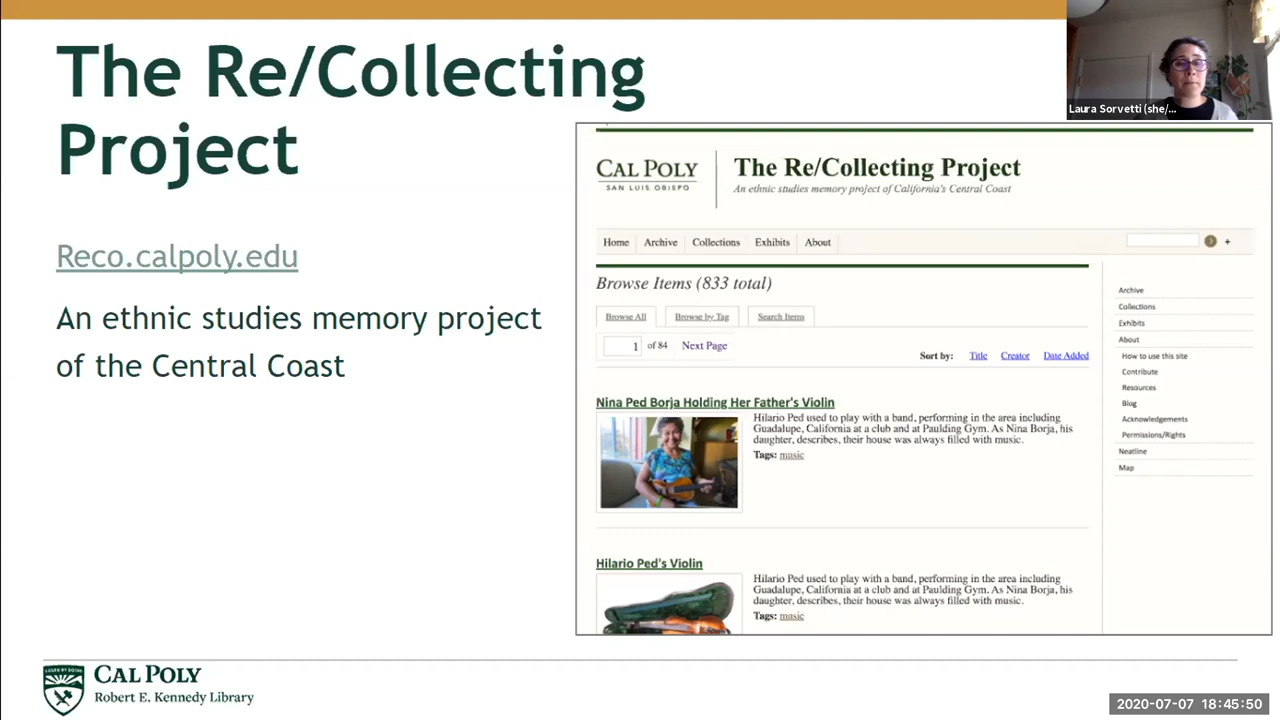 The Re/Collecting
Project
Reco.calpoly.edu
An ethnic studies memory project
of the Central Coast
Laura Sorvetti (she/...
CAL POLY
SAN LUIS OBISPO
The Re/Collecting Project
An ethnic studies memory project of California's Central Coast
Home Archive Collections Exhibits About
Browse Items (833 total)
Browse All Browse by Tag Search Items
1 of 84 Next Page
Sort by: Title Creator Date Added
Nina Ped Borja Holding Her Father's Violin
Hilario Ped used to play with a band, performing in the area including
Guadalupe, California at a club and at Paulding Gym. As Nina Borja, his
daughter, describes, their house was always filled with music.
Tags: music
Hilario Ped's Violin
Hilario Ped used to play with a band, performing in the area including
Guadalupe, California at a club and at Paulding Gym. As Nina Borja, his
daughter, describes, their house was always filled with music.
Tags: music
Archive
Collections
Exhibits
About
How to use this site
Contribute
Resources
Blog
Acknowledgements
Permissions/Rights
Neatline
Map
CAL POLY
Robert E. Kennedy Library
2020-07-07 18:45:50